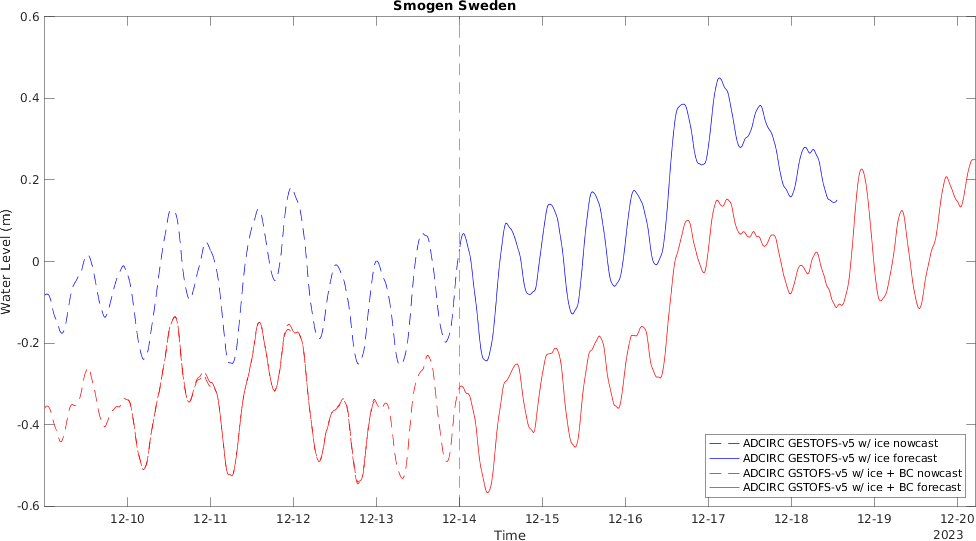 Smogen Sweden
0.6
0.4
0.2
0
-0.2
-0.4
-0.6
Water Level (m)
ADCIRC GESTOFS-v5 w/ ice nowcast
ADCIRC GESTOFS-v5 w/ ice forecast
ADCIRC GSTOFS-v5 w/ ice + BC nowcast
ADCIRC GSTOFS-v5 w/ ice + BC forecast
12-10 12-11 12-12 12-13 12-14 12-15 12-16 12-17 12-18 12-19 12-20
Time
2023